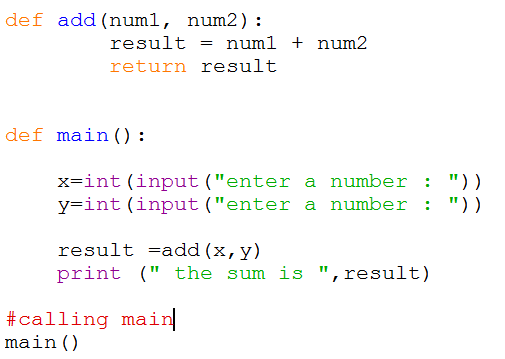 def add(num1, num2):
result = num1 + num2
return result
def main():
x=int(input("enter a number : "))
y=int(input("enter a number : "))
result =add(x,y)
print (" the sum is ",result)
#calling main
main()